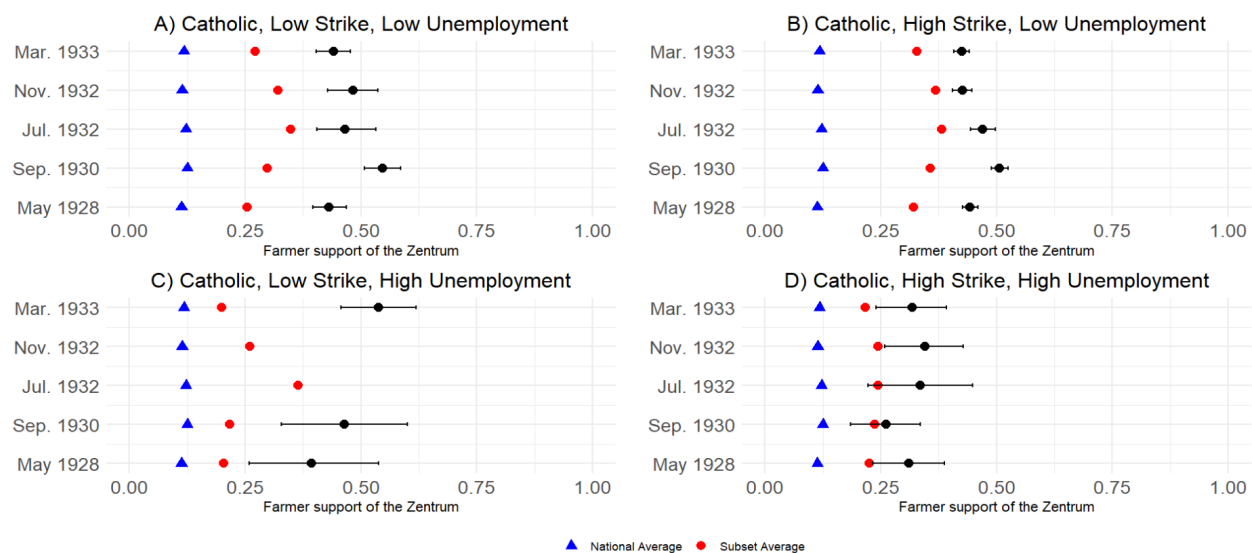 A) Catholic, Low Strike, Low Unemployment
Mar. 1933
Nov. 1932
Jul. 1932
Sep. 1930
May 1928
0.00 0.25 0.50 0.75 1.00
Farmer support of the Zentrum
B) Catholic, High Strike, Low Unemployment
Mar. 1933
Nov. 1932
Jul. 1932
Sep. 1930
May 1928
0.00 0.25 0.50 0.75 1.00
Farmer support of the Zentrum
C) Catholic, Low Strike, High Unemployment
Mar. 1933
Nov. 1932
Jul. 1932
Sep. 1930
May 1928
0.00 0.25 0.50 0.75 1.00
Farmer support of the Zentrum
D) Catholic, High Strike, High Unemployment
Mar. 1933
Nov. 1932
Jul. 1932
Sep. 1930
May 1928
0.00 0.25 0.50 0.75 1.00
Farmer support of the Zentrum
National Average Subset Average